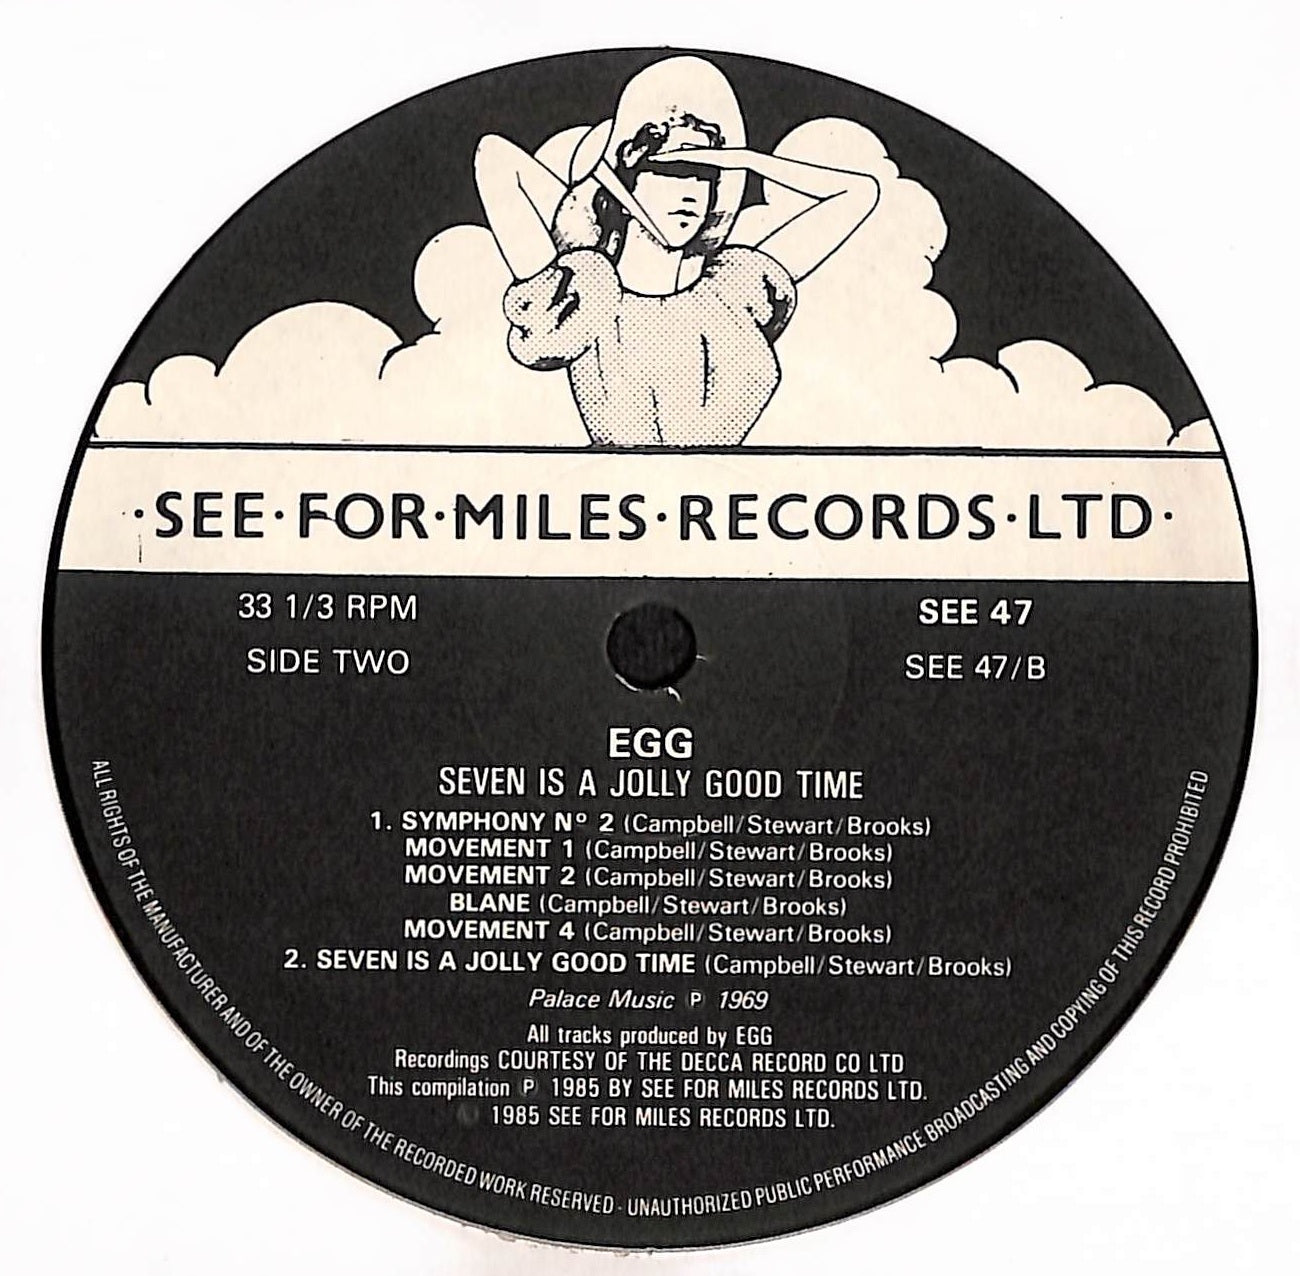 ·SEE·FOR·MILES·RECORDS·LTD·
33 1/3 RPM
SIDE TWO
SEE 47
SEE 47/B
EGG
SEVEN IS A JOLLY GOOD TIME
1. SYMPHONY Nº 2 (Campbell/Stewart/Brooks)
MOVEMENT 1 (Campbell/Stewart/Brooks)
MOVEMENT 2 (Campbell/Stewart/Brooks)
BLANE (Campbell/Stewart/Brooks)
MOVEMENT 4 (Campbell/Stewart/Brooks)
2. SEVEN IS A JOLLY GOOD TIME (Campbell/Stewart/Brooks)
Palace Music ℗ 1969
All tracks produced by EGG
Recordings COURTESY OF THE DECCA RECORD CO LTD
This compilation ℗ 1985 BY SEE FOR MILES RECORDS LTD.
© 1985 SEE FOR MILES RECORDS LTD.
ALL RIGHTS OF THE MANUFACTURER AND OF THE OWNER OF THE RECORDED WORK RESERVED - UNAUTHORIZED PUBLIC PERFORMANCE BROADCASTING AND COPYING OF THIS RECORD PROHIBITED